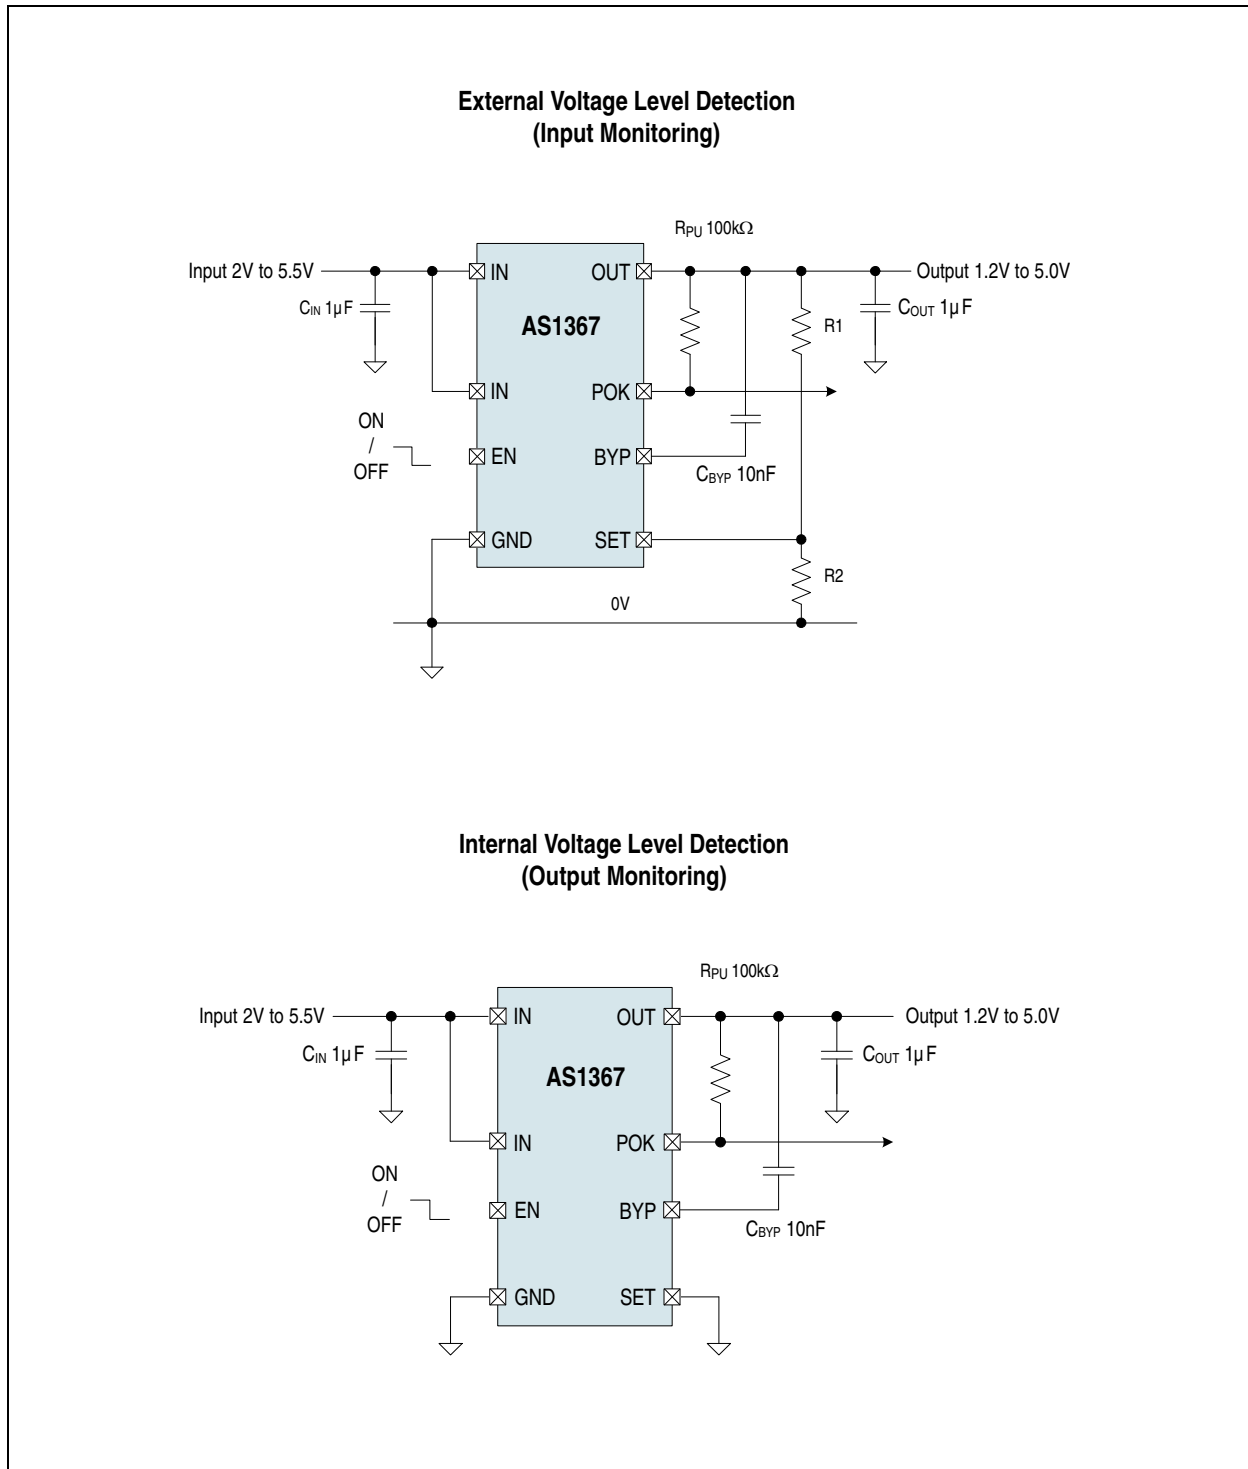 External Voltage Level Detection
(Input Monitoring)
RPU 100kΩ
Input 2V to 5.5V
IN
OUT
Output 1.2V to 5.0V
CIN 1µF
AS1367
R1
COUT 1µF
IN
POK
ON
/
OFF
EN
BYP
CBYP 10nF
GND
SET
R2
0V
Internal Voltage Level Detection
(Output Monitoring)
RPU 100kΩ
Input 2V to 5.5V
IN
OUT
Output 1.2V to 5.0V
CIN 1µF
AS1367
COUT 1µF
IN
POK
ON
/
OFF
EN
BYP
CBYP 10nF
GND
SET